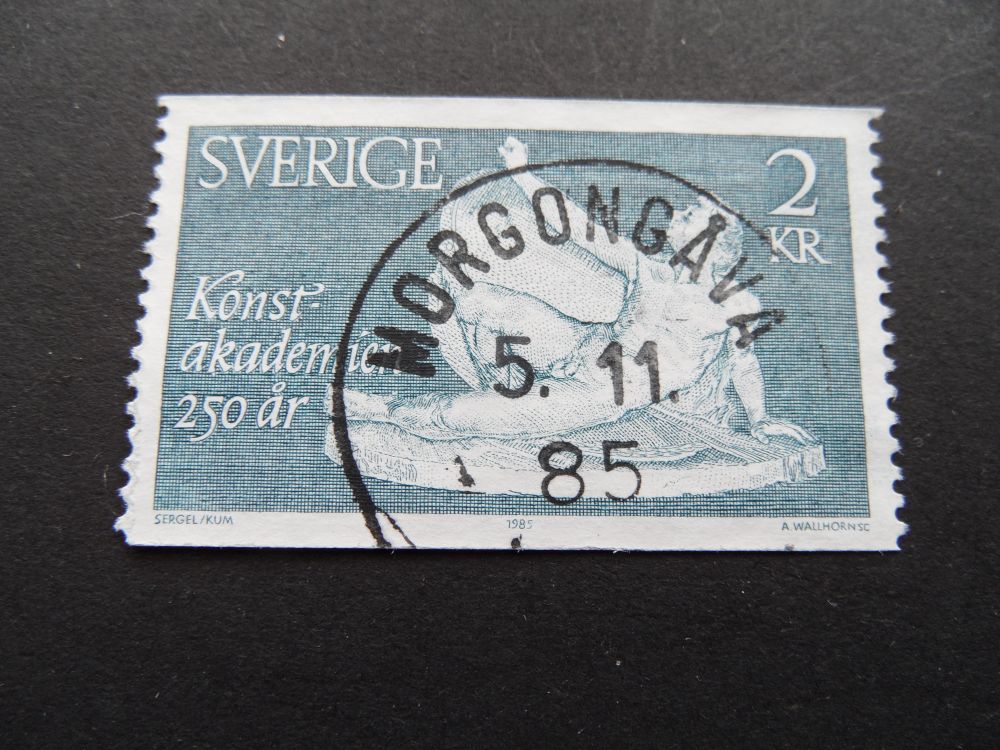 SVERIGE
2
KR
Konst-
akademien
250 år
MORGONGÅVA
5. 11.
85
SERGEL/KUM
1985
A.WALLHORN SC